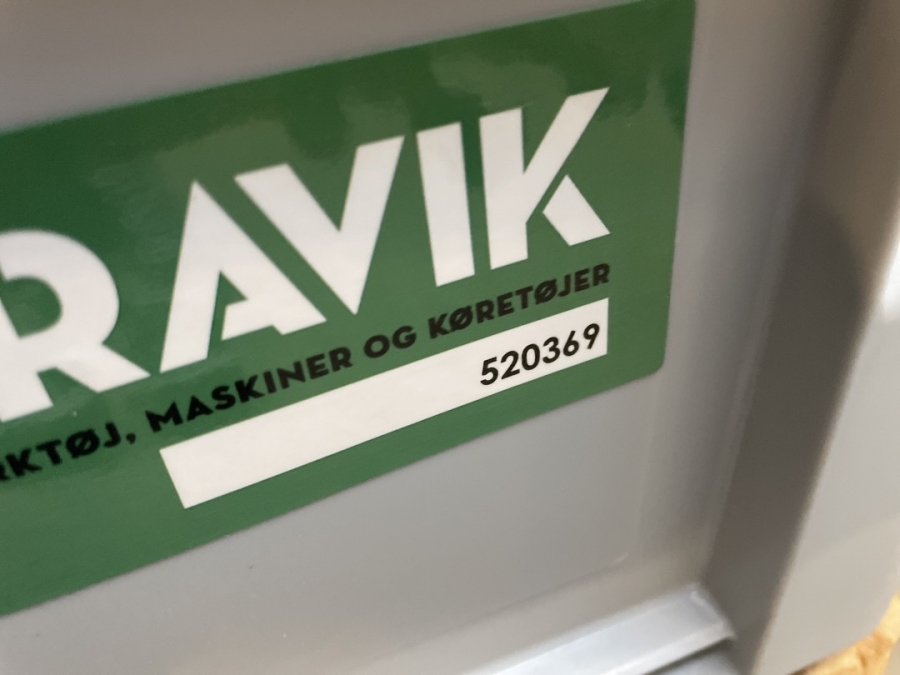 RAVIK
RKTØJ, MASKINER OG KØRETØJER
520369